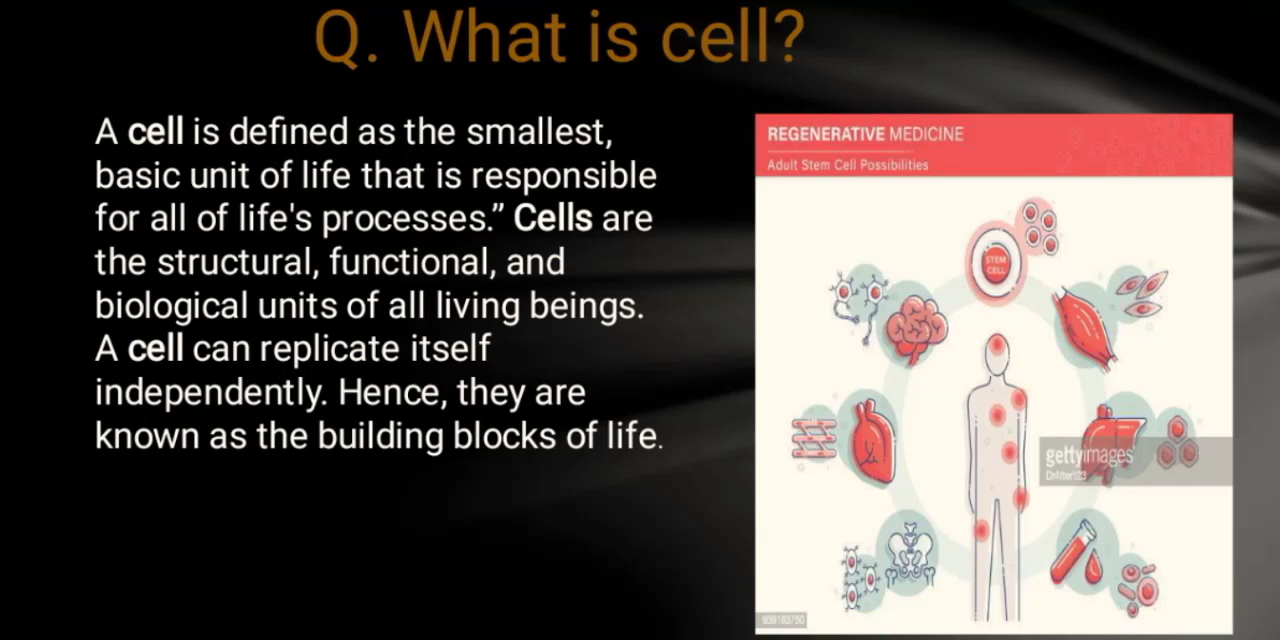 Q. What is cell?
A cell is defined as the smallest,
basic unit of life that is responsible
for all of life's processes.” Cells are
the structural, functional, and
biological units of all living beings.
A cell can replicate itself
independently. Hence, they are
known as the building blocks of life.
REGENERATIVE MEDICINE
Adult Stem Cell Possibilities
STEM
CELL
gettyimages
DrAfter123